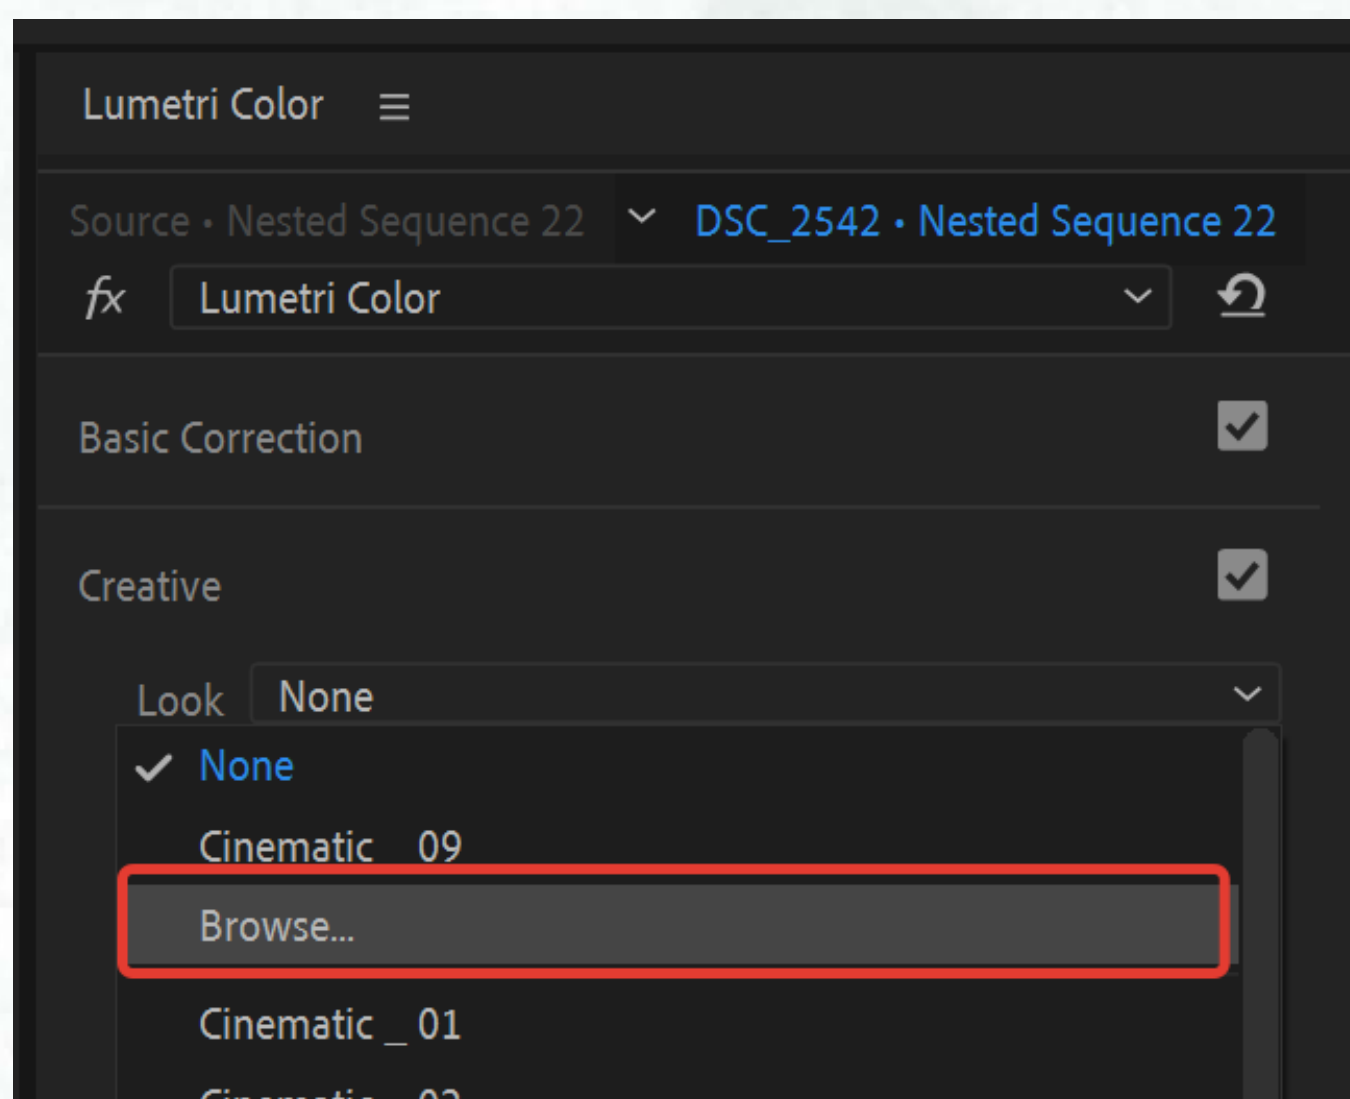 Lumetri Color
Source • Nested Sequence 22 DSC_2542 • Nested Sequence 22
fx Lumetri Color
Basic Correction
Creative
Look None
None
Cinematic _ 09
Browse...
Cinematic _ 01